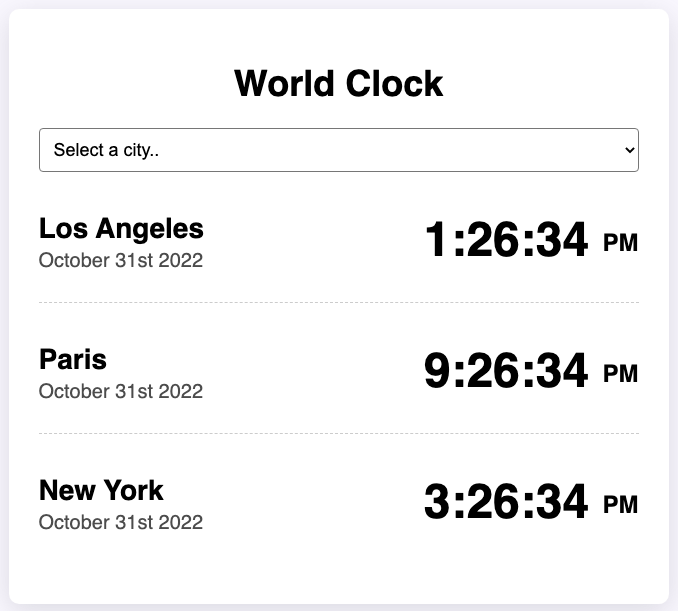 World Clock
Select a city..
Los Angeles
October 31st 2022
1:26:34 PM
Paris
October 31st 2022
9:26:34 PM
New York
October 31st 2022
3:26:34 PM